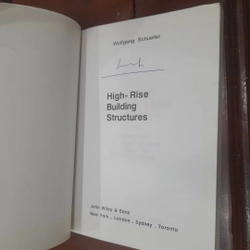 Wolfgang Schueller
High-Rise
Building
Structures
John Wiley & Sons
New York . London . Sydney . Toronto